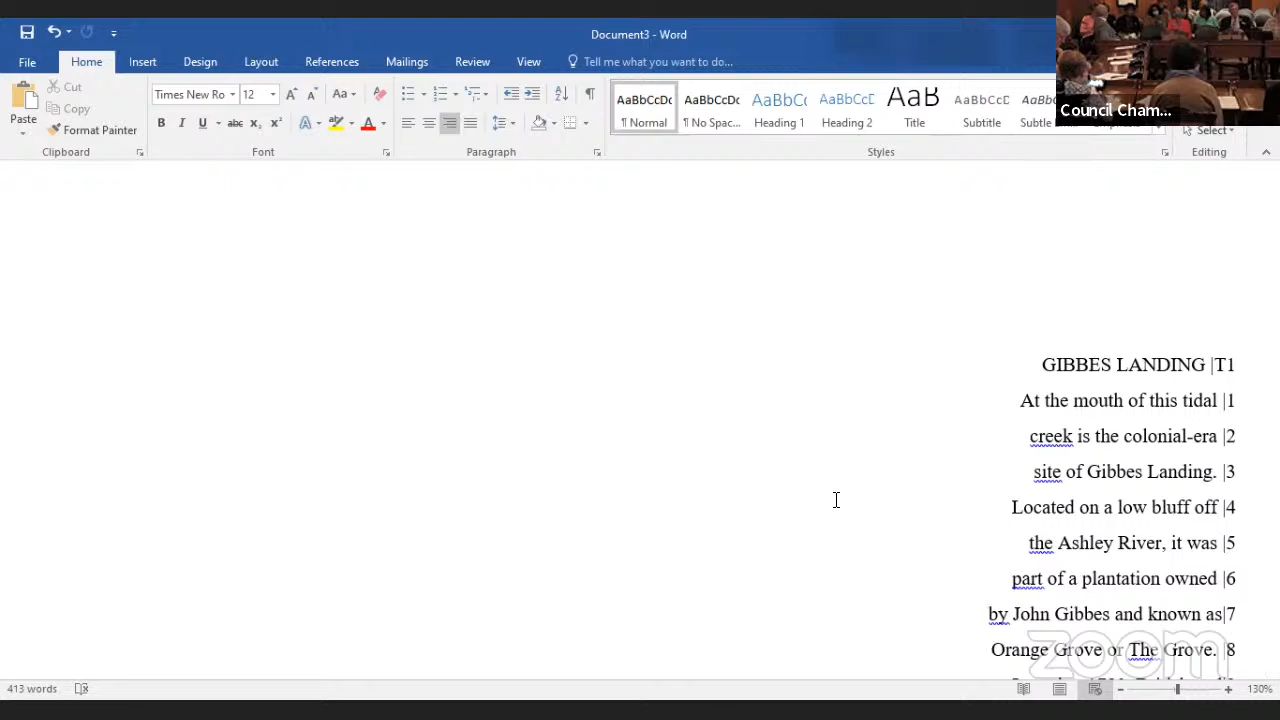 Document3 - Word
File Home Insert Design Layout References Mailings Review View Tell me what you want to do...
Paste
Cut
Copy
Format Painter
Clipboard
Times New Ro 12
Font
Paragraph
AaBbCcDc AaBbCcDc AaBbCc AaBbCcD AaB AaBbCcD
¶ Normal ¶ No Spac... Heading 1 Heading 2 Title Subtitle
Styles
Select
Editing
Council Cham...
GIBBES LANDING |T1
At the mouth of this tidal |1
creek is the colonial-era |2
site of Gibbes Landing. |3
Located on a low bluff off |4
the Ashley River, it was |5
part of a plantation owned |6
by John Gibbes and known as|7
Orange Grove or The Grove. |8
zoom
413 words
130%